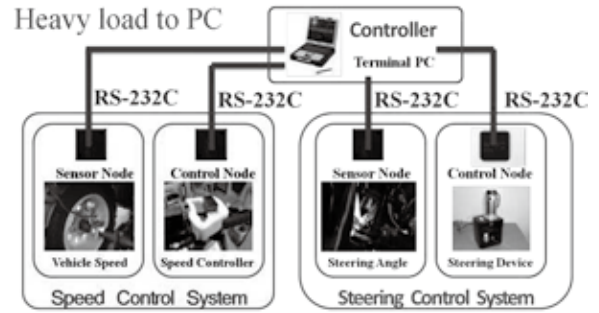 Heavy load to PC
Controller
Terminal PC
RS-232C
RS-232C
RS-232C
RS-232C
Sensor Node
Control Node
Sensor Node
Control Node
Vehicle Speed
Speed Controller
Steering Angle
Steering Device
Speed Control System
Steering Control System